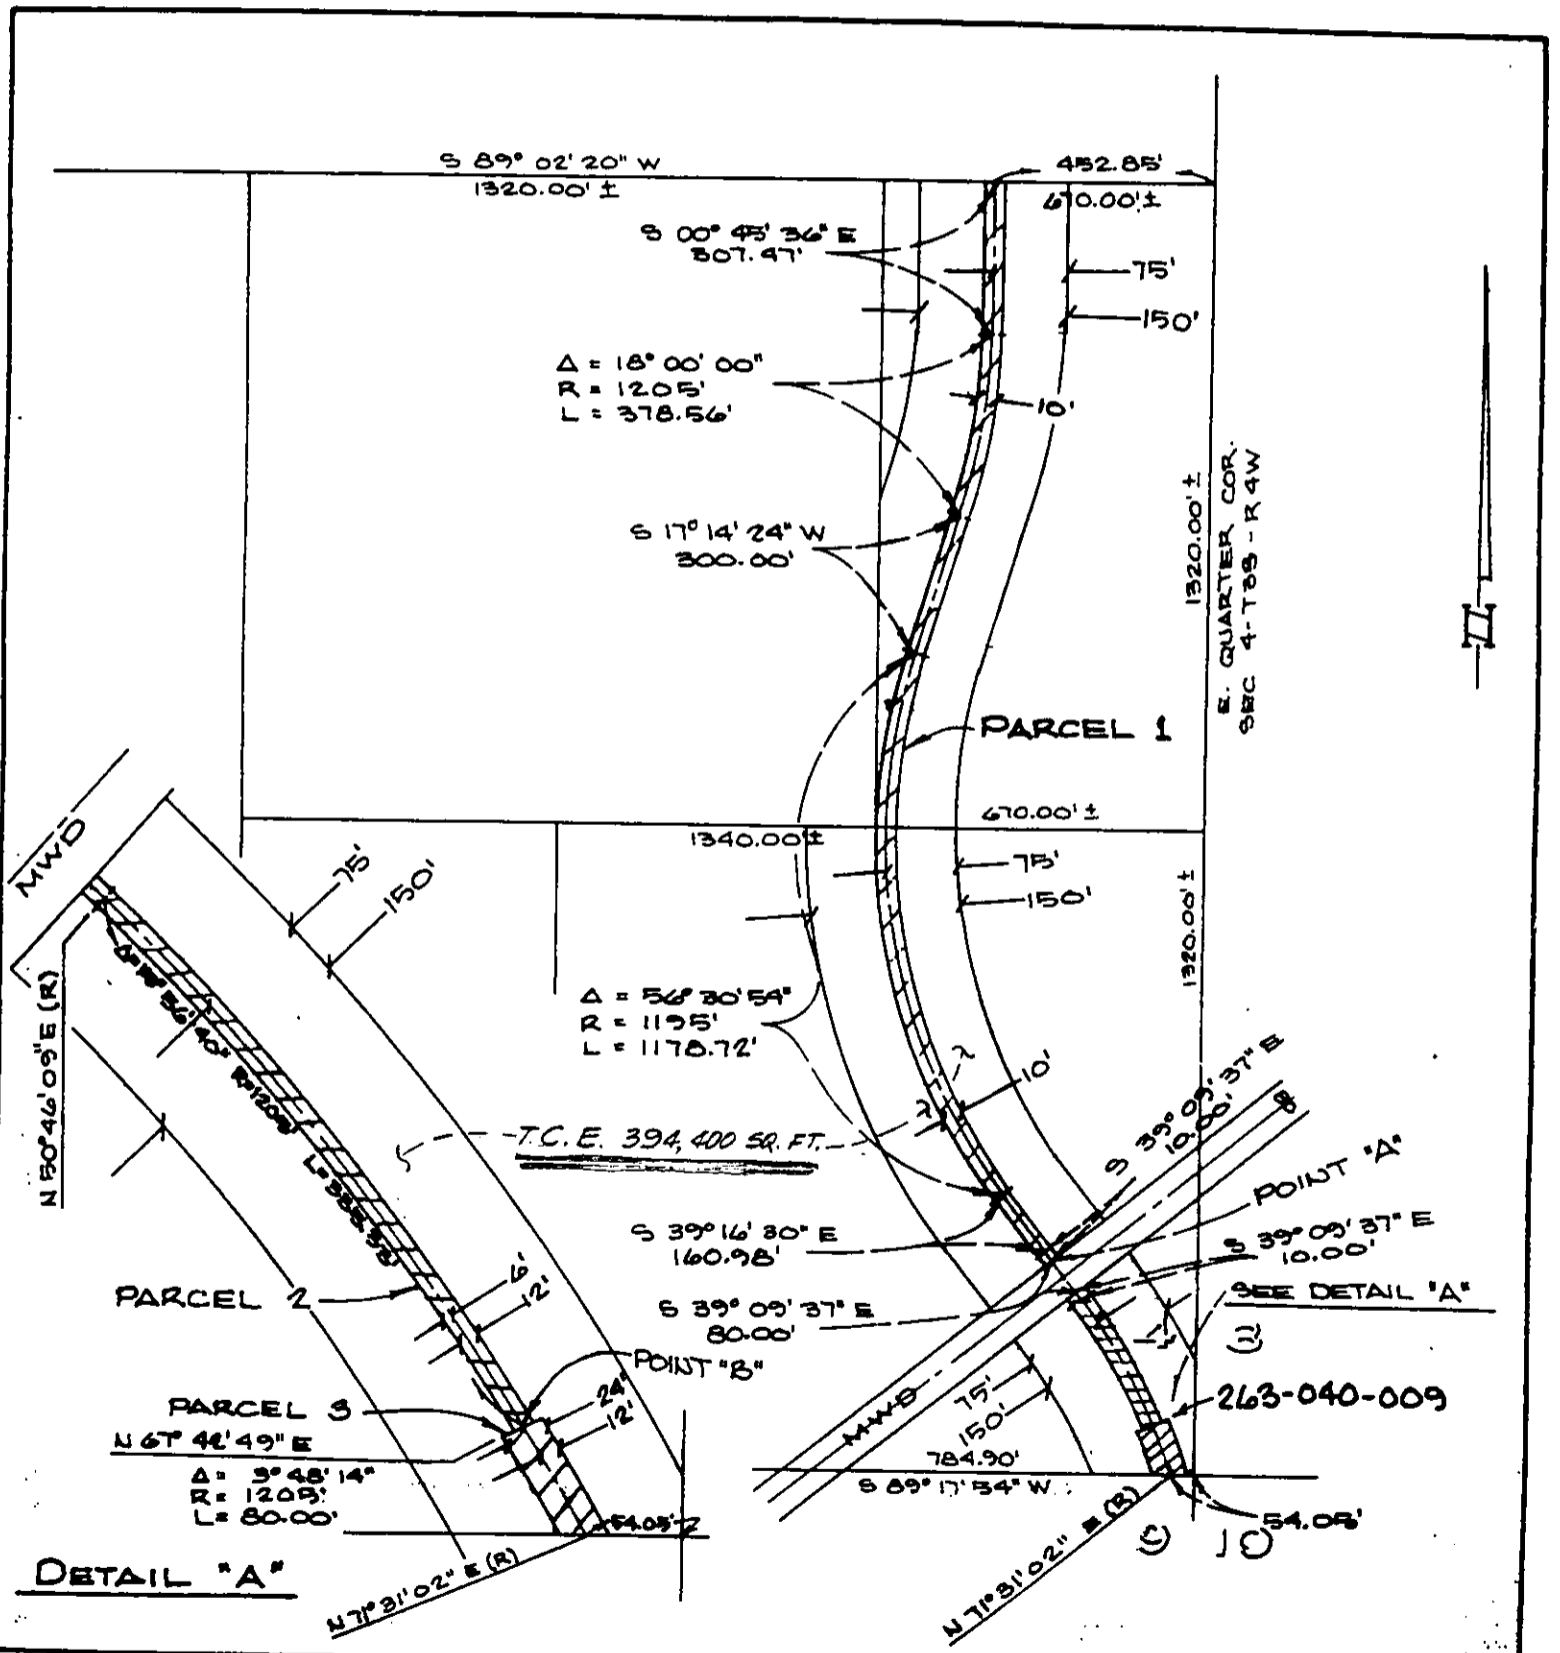 S 89° 02' 20" W
1320.00' ±
452.85'
670.00' ±
S 00° 45' 36" E
307.47'
75'
150'
Δ = 18° 00' 00"
R = 1205'
L = 378.56'
10'
S 17° 14' 24" W
300.00'
1320.00' ±
E. QUARTER COR.
SEC 4-T3S-R4W
PARCEL 1
670.00' ±
1340.00' ±
75'
150'
1320.00' ±
MWD
75'
150'
N 50° 46' 09" E (R)
R=1205'
Δ = 56° 30' 54"
R = 1195'
L = 1178.72'
10'
T.C.E. 394,400 SQ. FT.
S 39° 09' 37" E
10.00'
POINT "A"
S 39° 16' 30" E
160.98'
S 39° 09' 37" E
10.00'
SEE DETAIL "A"
S 39° 09' 37" E
80.00'
PARCEL 2
6'
12'
POINT "B"
24'
12'
PARCEL 3
N 67° 42' 49" E
Δ = 3° 48' 14"
R = 1205'
L = 80.00'
54.05'
DETAIL "A"
N 71° 31' 02" E (R)
MWD
75'
150'
263-040-009
784.90'
S 89° 17' 54" W
54.05'
N 71° 31' 02" E (R)
9
10